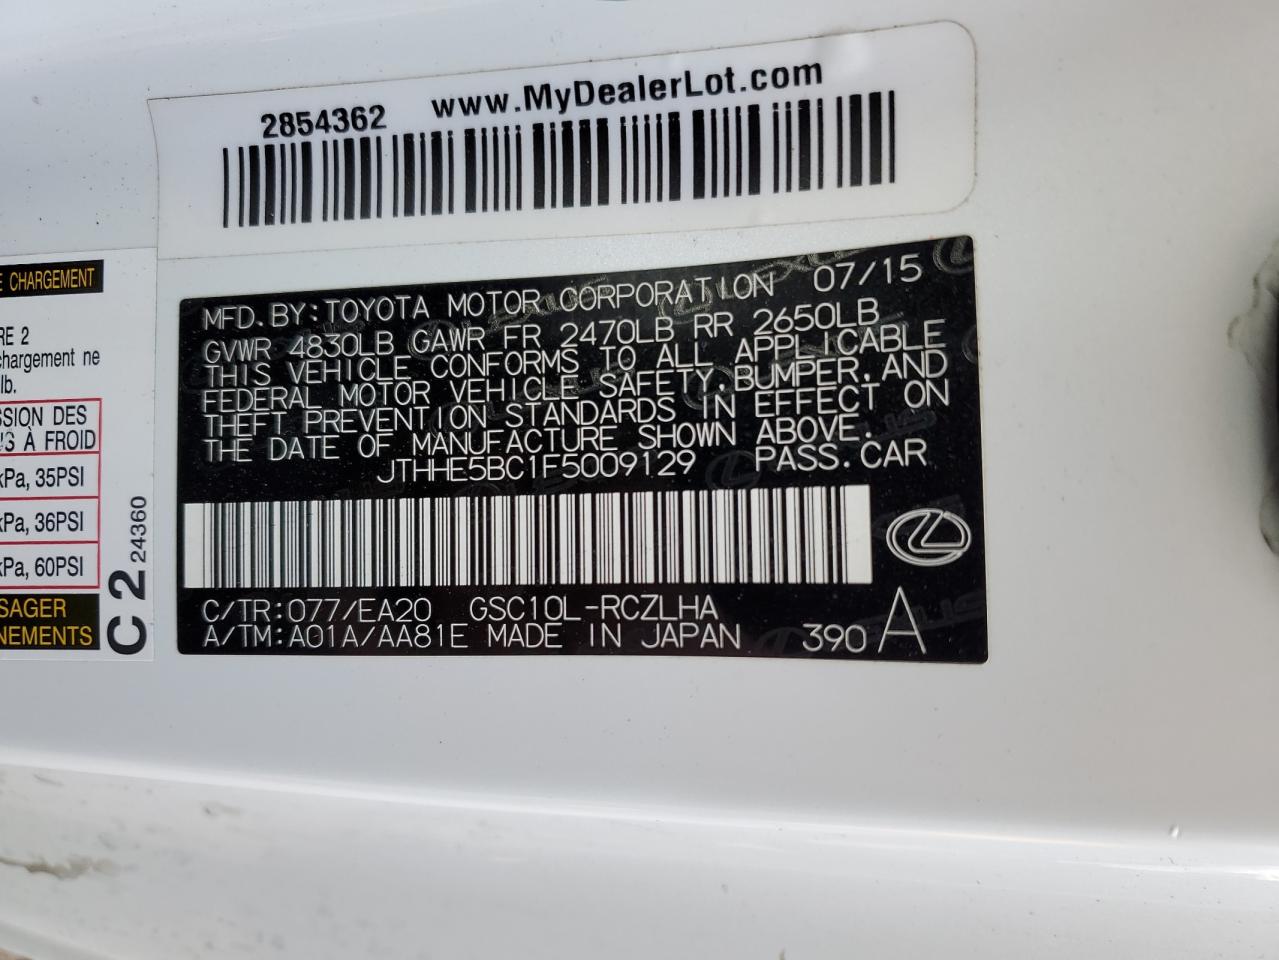 2854362 www.MyDealerLot.com
E CHARGEMENT
RE 2
chargement ne
lb.
SSION DES
À FROID
kPa, 35PSI
kPa, 36PSI
kPa, 60PSI
SAGER
NEMENTS
C 2 24360
MFD.BY:TOYOTA MOTOR CORPORATION 07/15
GVWR 4830LB GAWR FR 2470LB RR 2650LB
THIS VEHICLE CONFORMS TO ALL APPLICABLE
FEDERAL MOTOR VEHICLE SAFETY,BUMPER,AND
THEFT PREVENTION STANDARDS IN EFFECT ON
THE DATE OF MANUFACTURE SHOWN ABOVE.
JTHHE5BC1F5009129 PASS.CAR
C/TR:077/EA20 GSC10L-RCZLHA
A/TM:A01A/AA81E MADE IN JAPAN 390 A